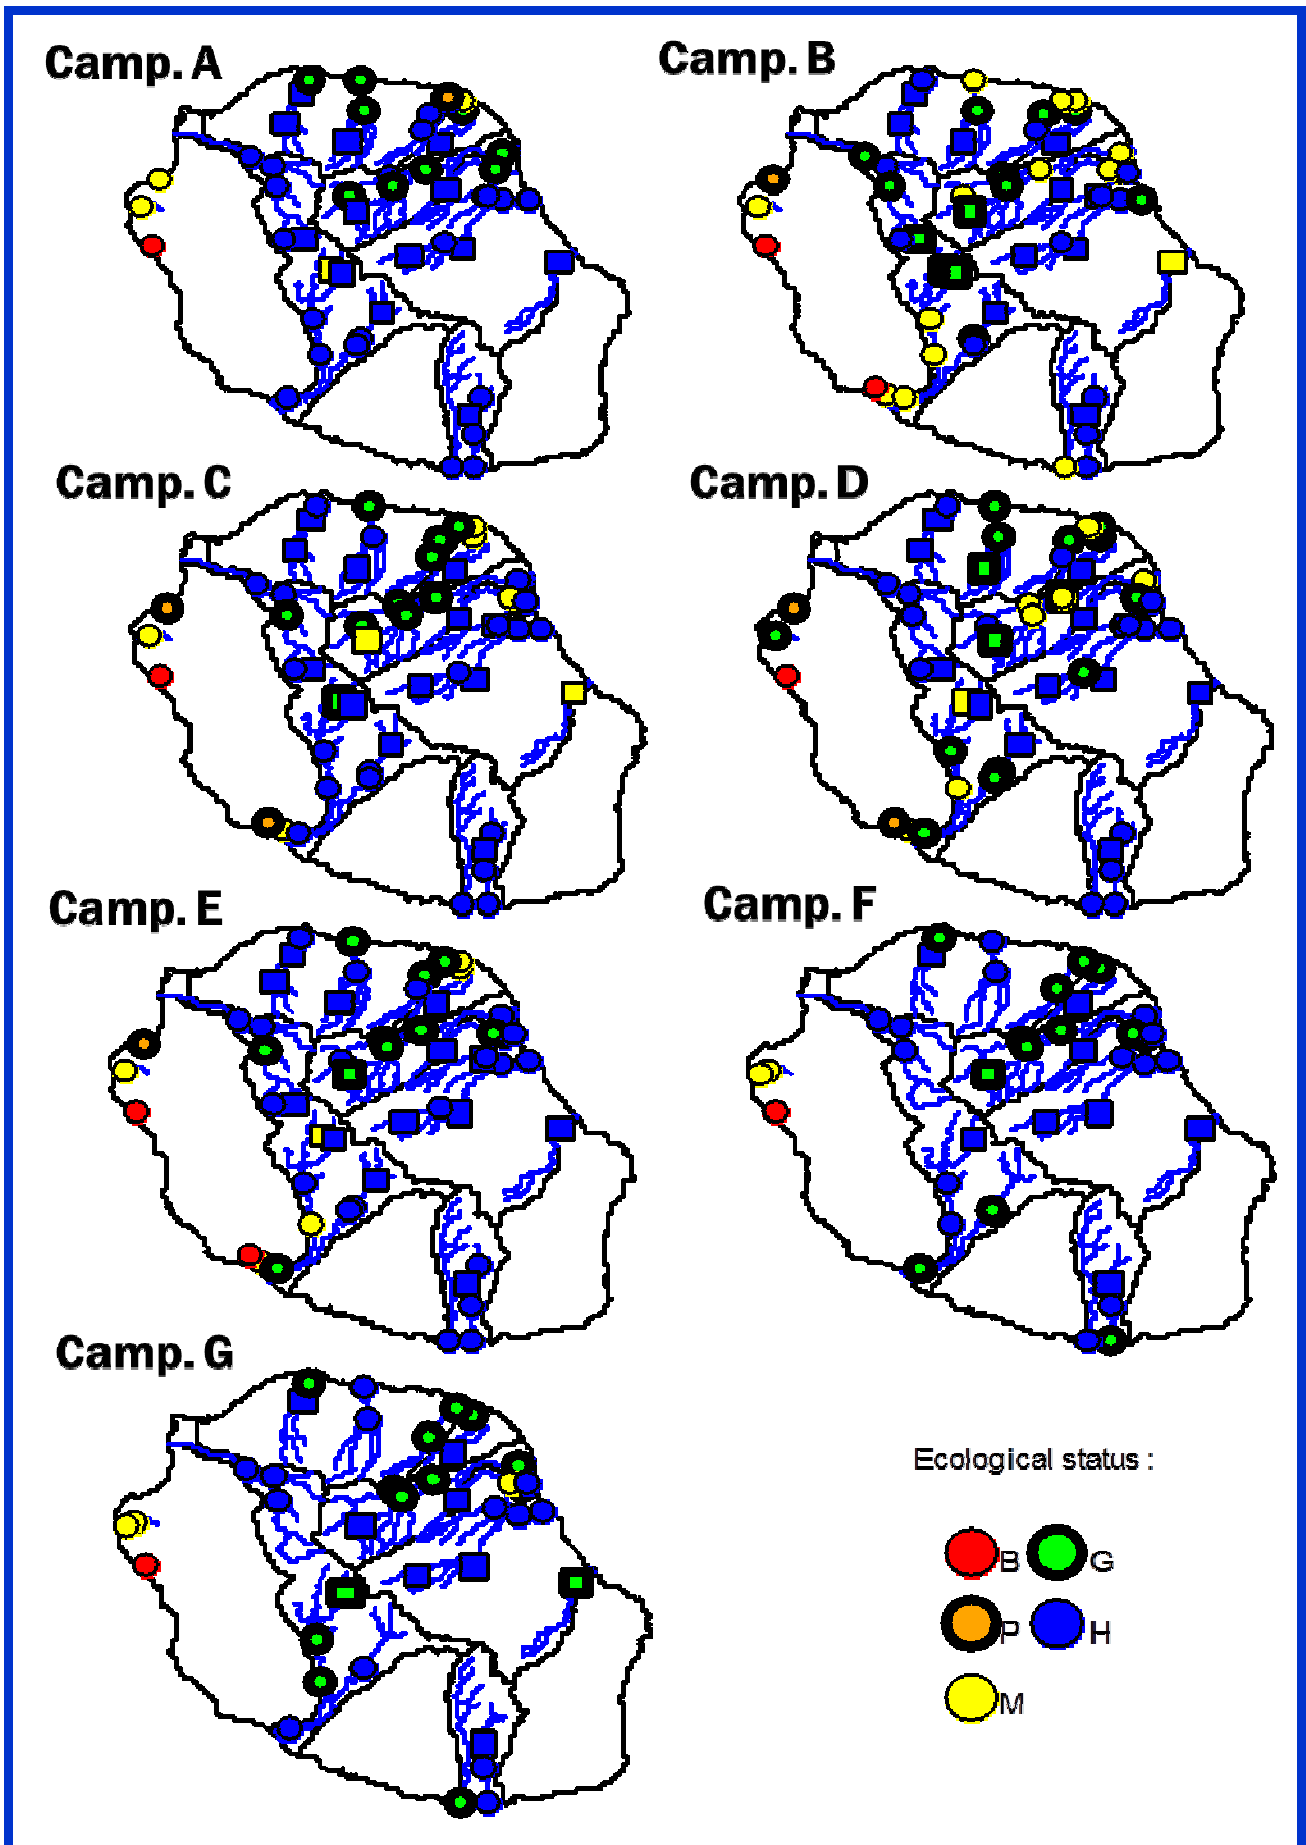 Camp. A
Camp. B
Camp. C
Camp. D
Camp. E
Camp. F
Camp. G
Ecological status :
B G
P H
M